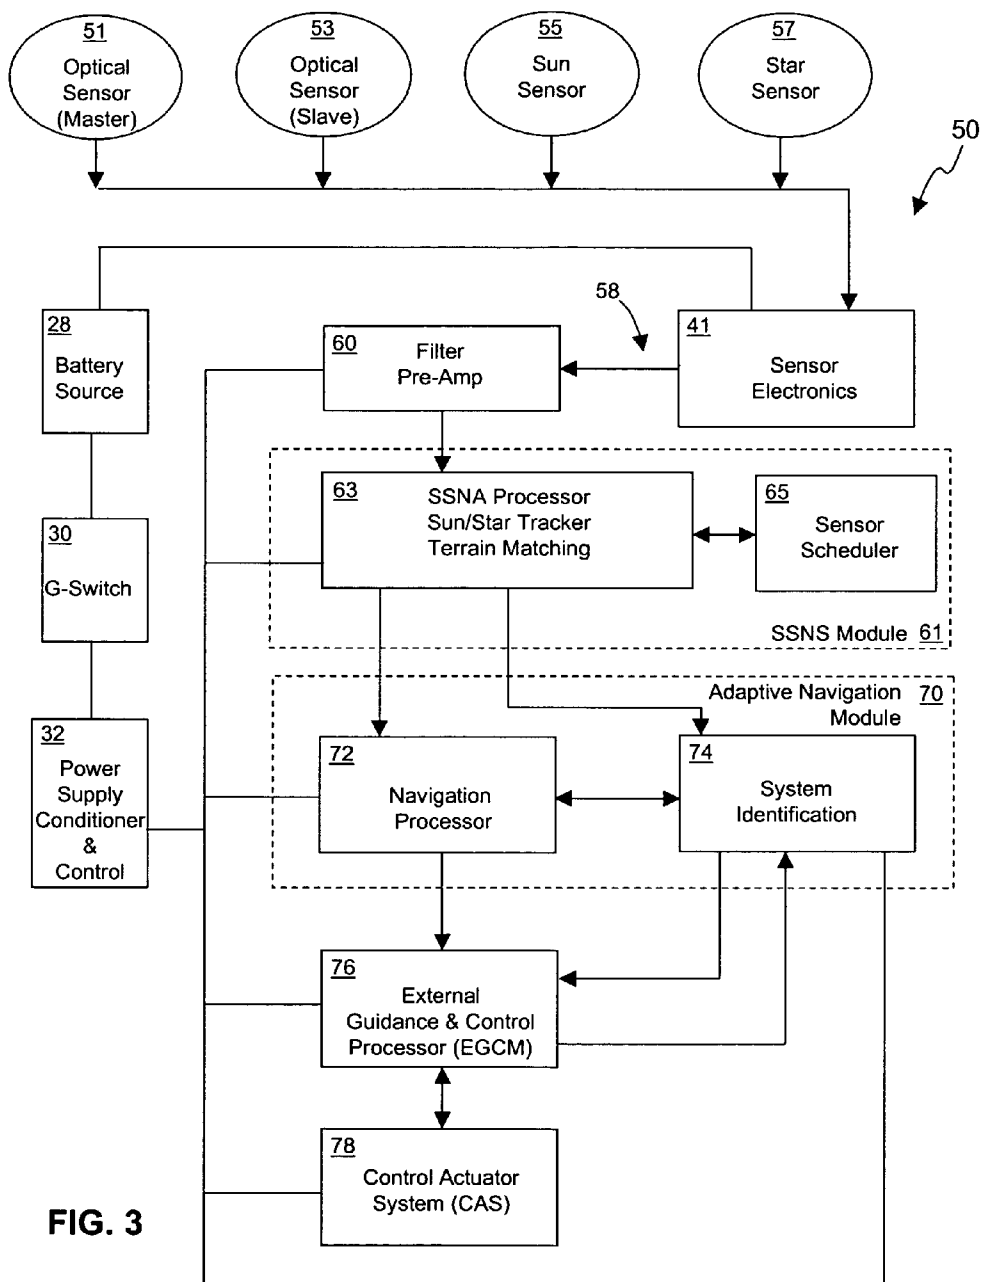 51
Optical
Sensor
(Master)
53
Optical
Sensor
(Slave)
55
Sun
Sensor
57
Star
Sensor
50
58
28
Battery
Source
60
Filter
Pre-Amp
41
Sensor
Electronics
63
SSNA Processor
Sun/Star Tracker
Terrain Matching
65
Sensor
Scheduler
30
G-Switch
SSNS Module 61
Adaptive Navigation 70
Module
32
Power
Supply
Conditioner
&
Control
72
Navigation
Processor
74
System
Identification
76
External
Guidance & Control
Processor (EGCM)
78
Control Actuator
System (CAS)
FIG. 3